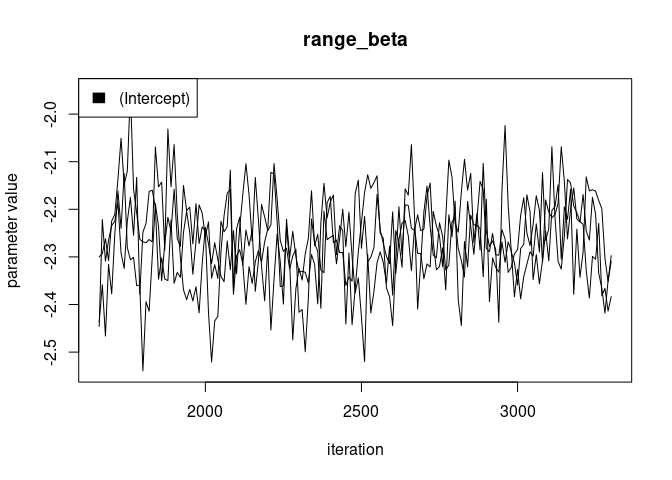 range_beta
(Intercept)
parameter value
-2.0
-2.1
-2.2
-2.3
-2.4
-2.5
2000
2500
3000
iteration